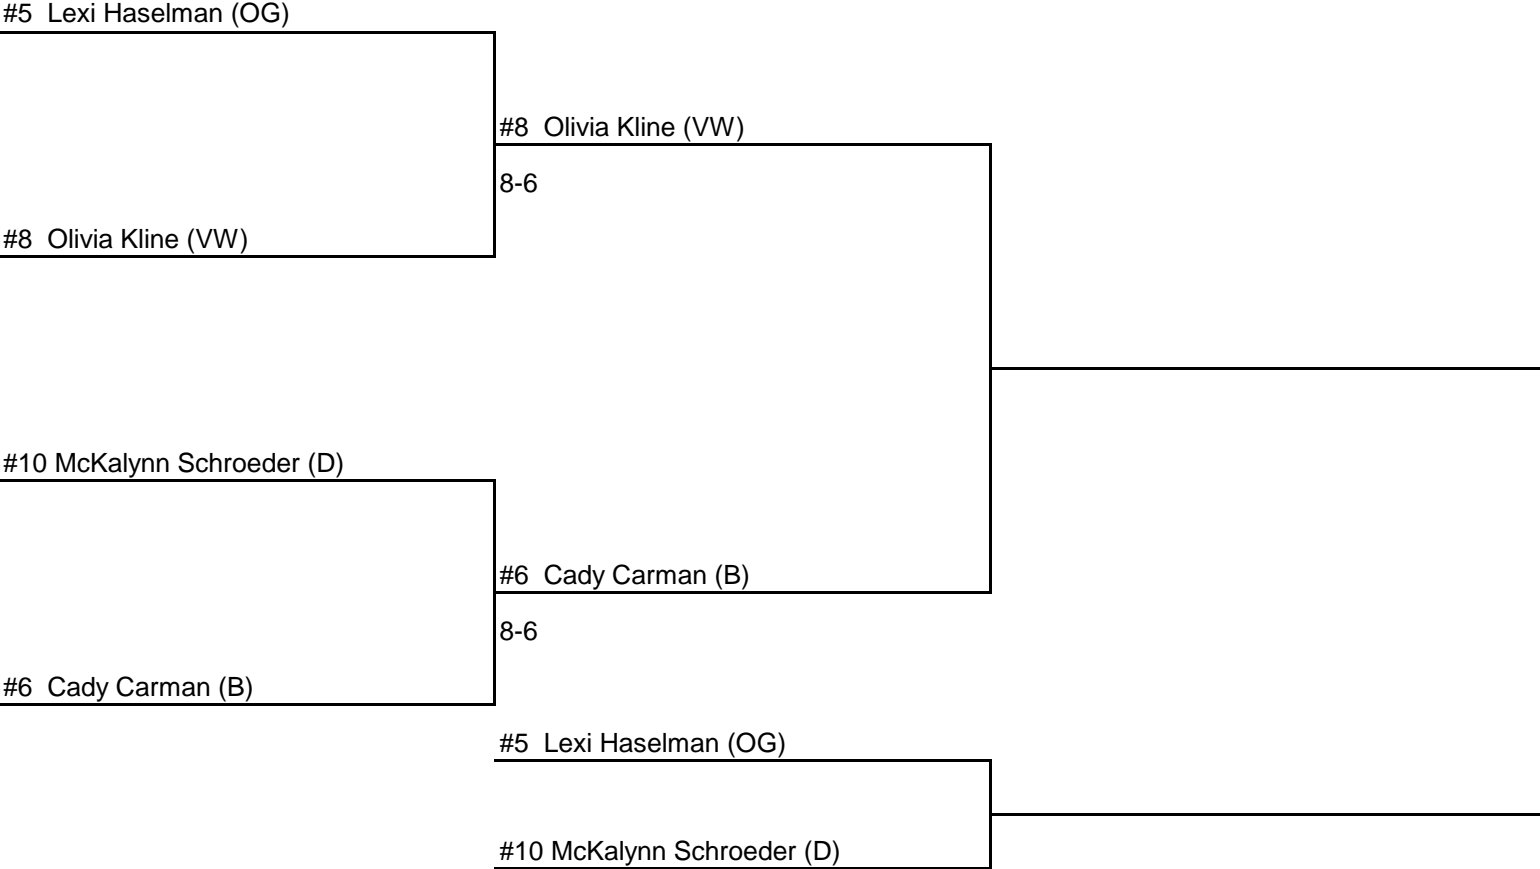 #5  Lexi Haselman (OG)
#8  Olivia Kline (VW)
8-6
#8  Olivia Kline (VW)
#10 McKalynn Schroeder (D)
#6  Cady Carman (B)
8-6
#6  Cady Carman (B)
#5  Lexi Haselman (OG)
#10 McKalynn Schroeder (D)